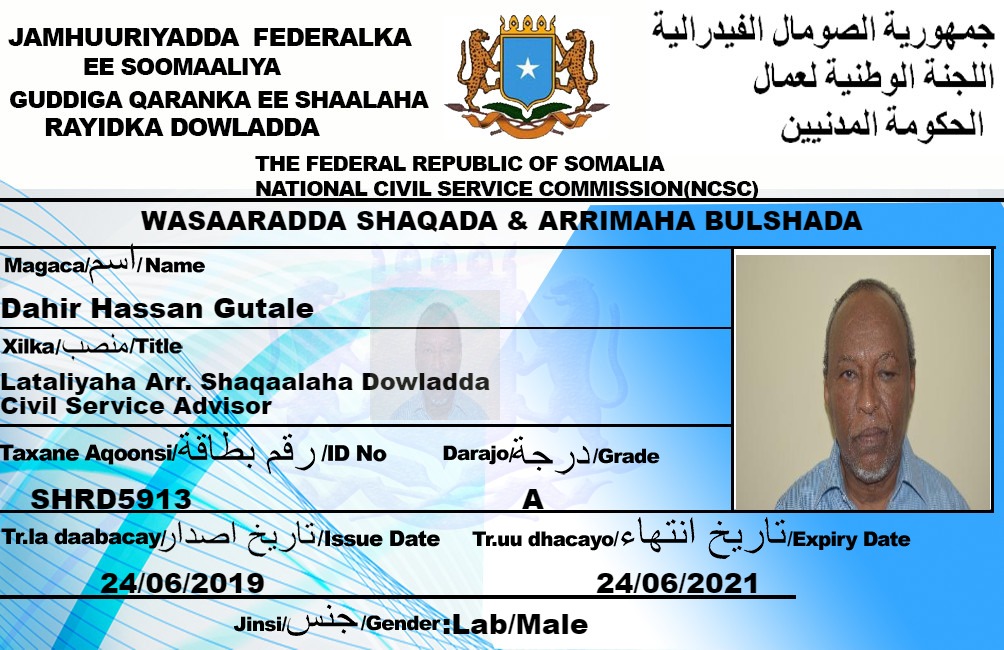 JAMHUURIYADDA FEDERALKA
EE SOOMAALIYA
GUDDIGA QARANKA EE SHAALAHA
RAYIDKA DOWLADDA
جمهورية الصومال الفيدرالية
اللجنة الوطنية لعمال
الحكومة المدنيين
THE FEDERAL REPUBLIC OF SOMALIA
NATIONAL CIVIL SERVICE COMMISSION(NCSC)
WASAARADDA SHAQADA & ARRIMAHA BULSHADA
Magaca/اسم/ Name
Dahir Hassan Gutale
Xilka/منصب/Title
Lataliyaha Arr. Shaqaalaha Dowladda
Civil Service Advisor
Taxane Aqoonsi/رقم بطاقة/ID No
SHRD5913
Darajo/درجة/Grade
A
Tr.la daabacay/تاريخ اصدار/Issue Date
24/06/2019
Tr.uu dhacayo/تاريخ انتهاء/Expiry Date
24/06/2021
Jinsi/جنس/Gender:Lab/Male